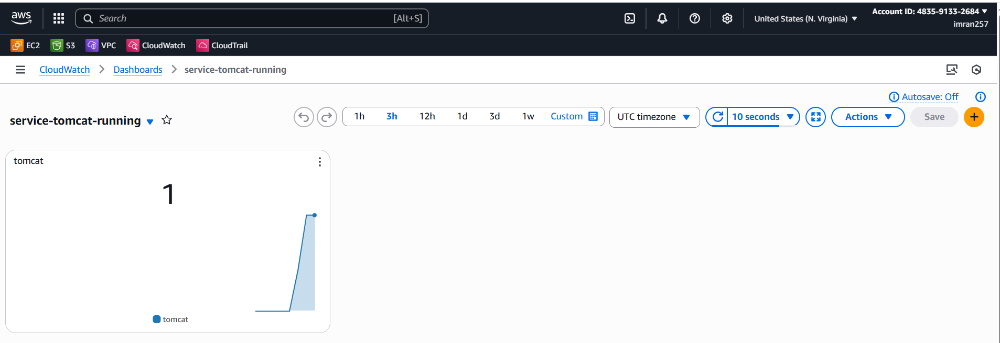 aws
Search [Alt+S]
United States (N. Virginia)
Account ID: 4835-9133-2684
imran257
EC2 S3 VPC CloudWatch CloudTrail
CloudWatch Dashboards service-tomcat-running
Autosave: Off
service-tomcat-running
1h 3h 12h 1d 3d 1w Custom UTC timezone 10 seconds Actions Save
tomcat
1
tomcat